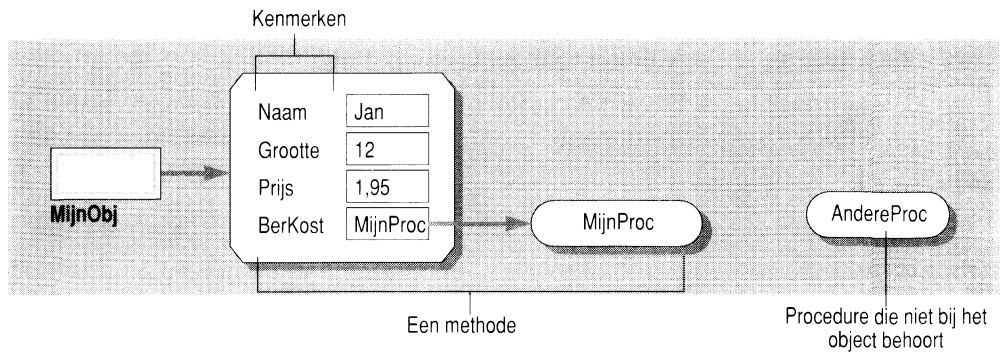 Kenmerken
Naam Jan
Grootte 12
Prijs 1,95
BerKost MijnProc
MijnObj
MijnProc
AndereProc
Een methode
Procedure die niet bij het
object behoort